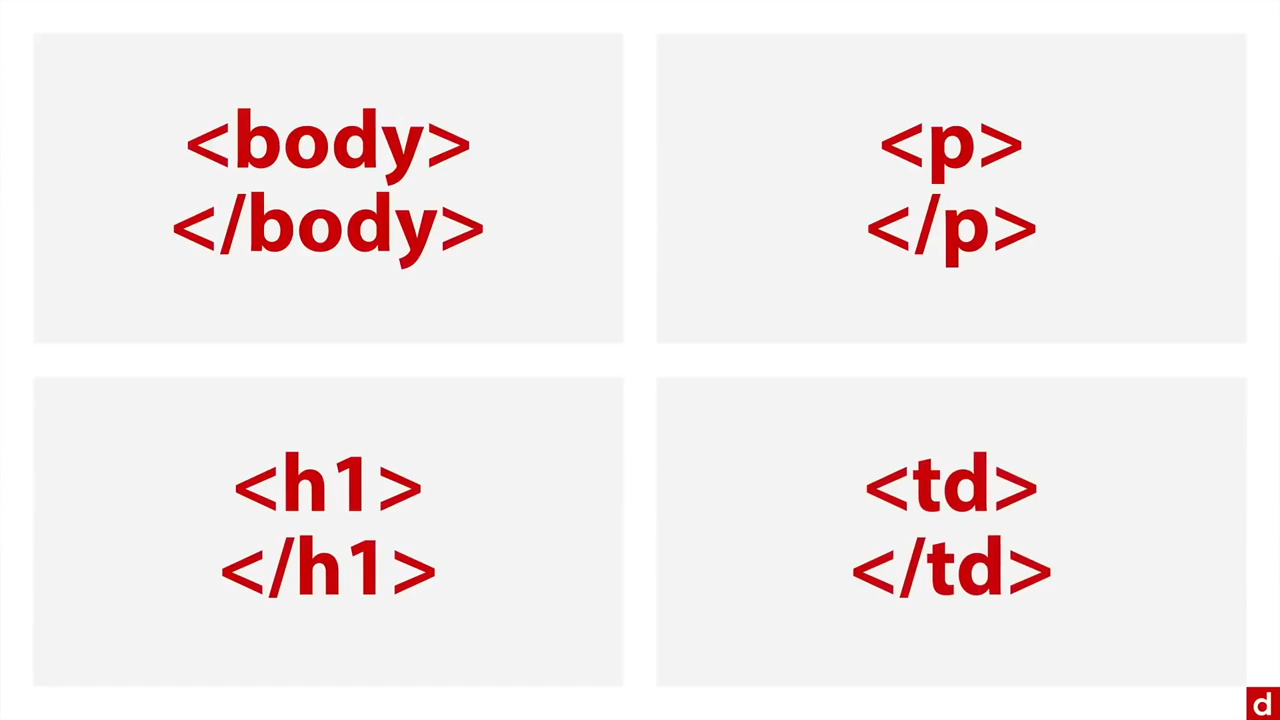 <body>
</body>
<p>
</p>
<h1>
</h1>
<td>
</td>
d